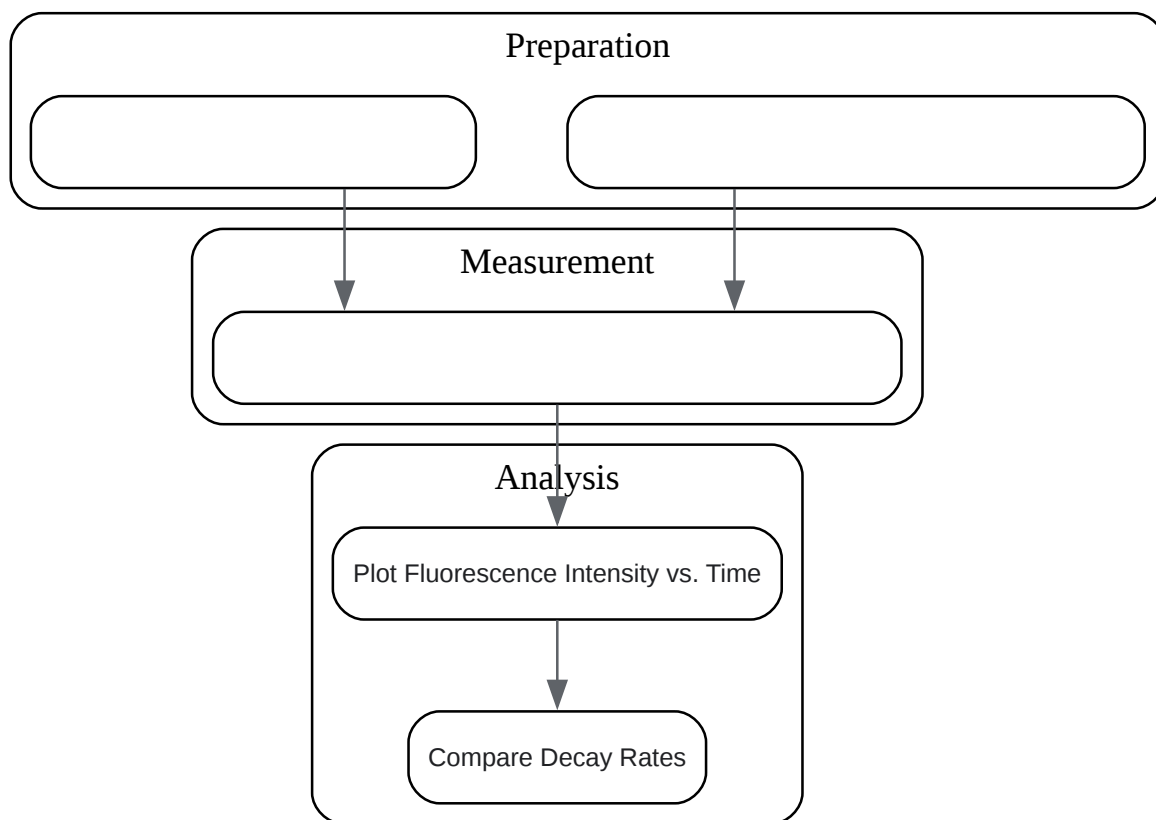 Preparation
Measurement
Analysis
Plot Fluorescence Intensity vs. Time
Compare Decay Rates